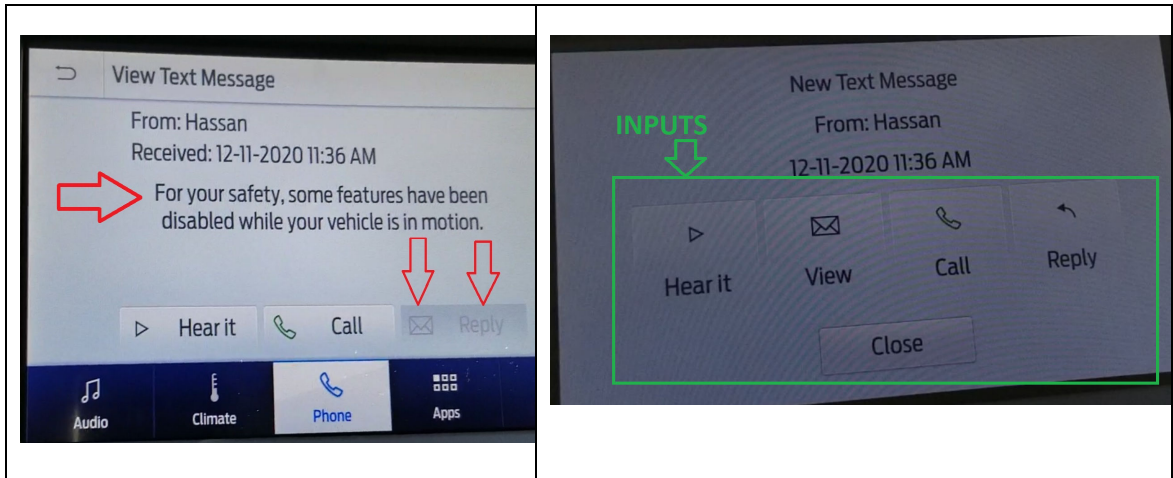 View Text Message
From: Hassan
Received: 12-11-2020 11:36 AM
For your safety, some features have been
disabled while your vehicle is in motion.
Hear it
Call
Reply
Audio
Climate
Phone
Apps
New Text Message
From: Hassan
INPUTS
12-11-2020 11:36 AM
Hear it
View
Call
Reply
Close